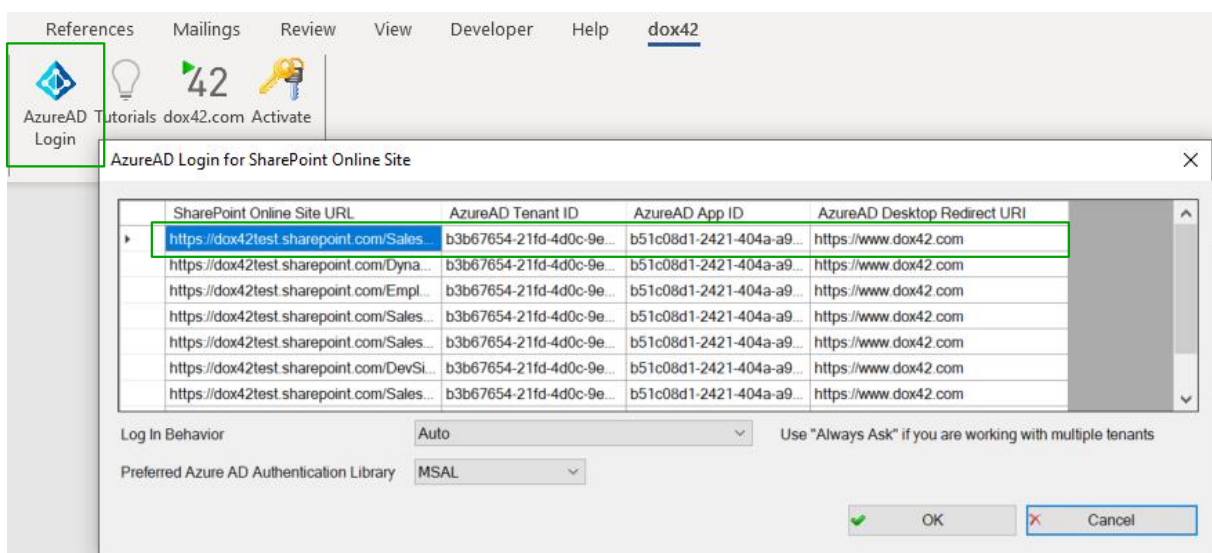 References Mailings Review View Developer Help dox42
42
AzureAD Tutorials dox42.com Activate
Login
AzureAD Login for SharePoint Online Site
SharePoint Online Site URL AzureAD Tenant ID AzureAD App ID AzureAD Desktop Redirect URI
https://dox42test.sharepoint.com/Sales... b3b67654-21fd-4d0c-9e... b51c08d1-2421-404a-a9... https://www.dox42.com
https://dox42test.sharepoint.com/Dyna... b3b67654-21fd-4d0c-9e... b51c08d1-2421-404a-a9... https://www.dox42.com
https://dox42test.sharepoint.com/Empl... b3b67654-21fd-4d0c-9e... b51c08d1-2421-404a-a9... https://www.dox42.com
https://dox42test.sharepoint.com/Sales... b3b67654-21fd-4d0c-9e... b51c08d1-2421-404a-a9... https://www.dox42.com
https://dox42test.sharepoint.com/Sales... b3b67654-21fd-4d0c-9e... b51c08d1-2421-404a-a9... https://www.dox42.com
https://dox42test.sharepoint.com/DevSi... b3b67654-21fd-4d0c-9e... b51c08d1-2421-404a-a9... https://www.dox42.com
https://dox42test.sharepoint.com/Sales... b3b67654-21fd-4d0c-9e... b51c08d1-2421-404a-a9... https://www.dox42.com
Log In Behavior Auto Use "Always Ask" if you are working with multiple tenants
Preferred Azure AD Authentication Library MSAL
OK Cancel